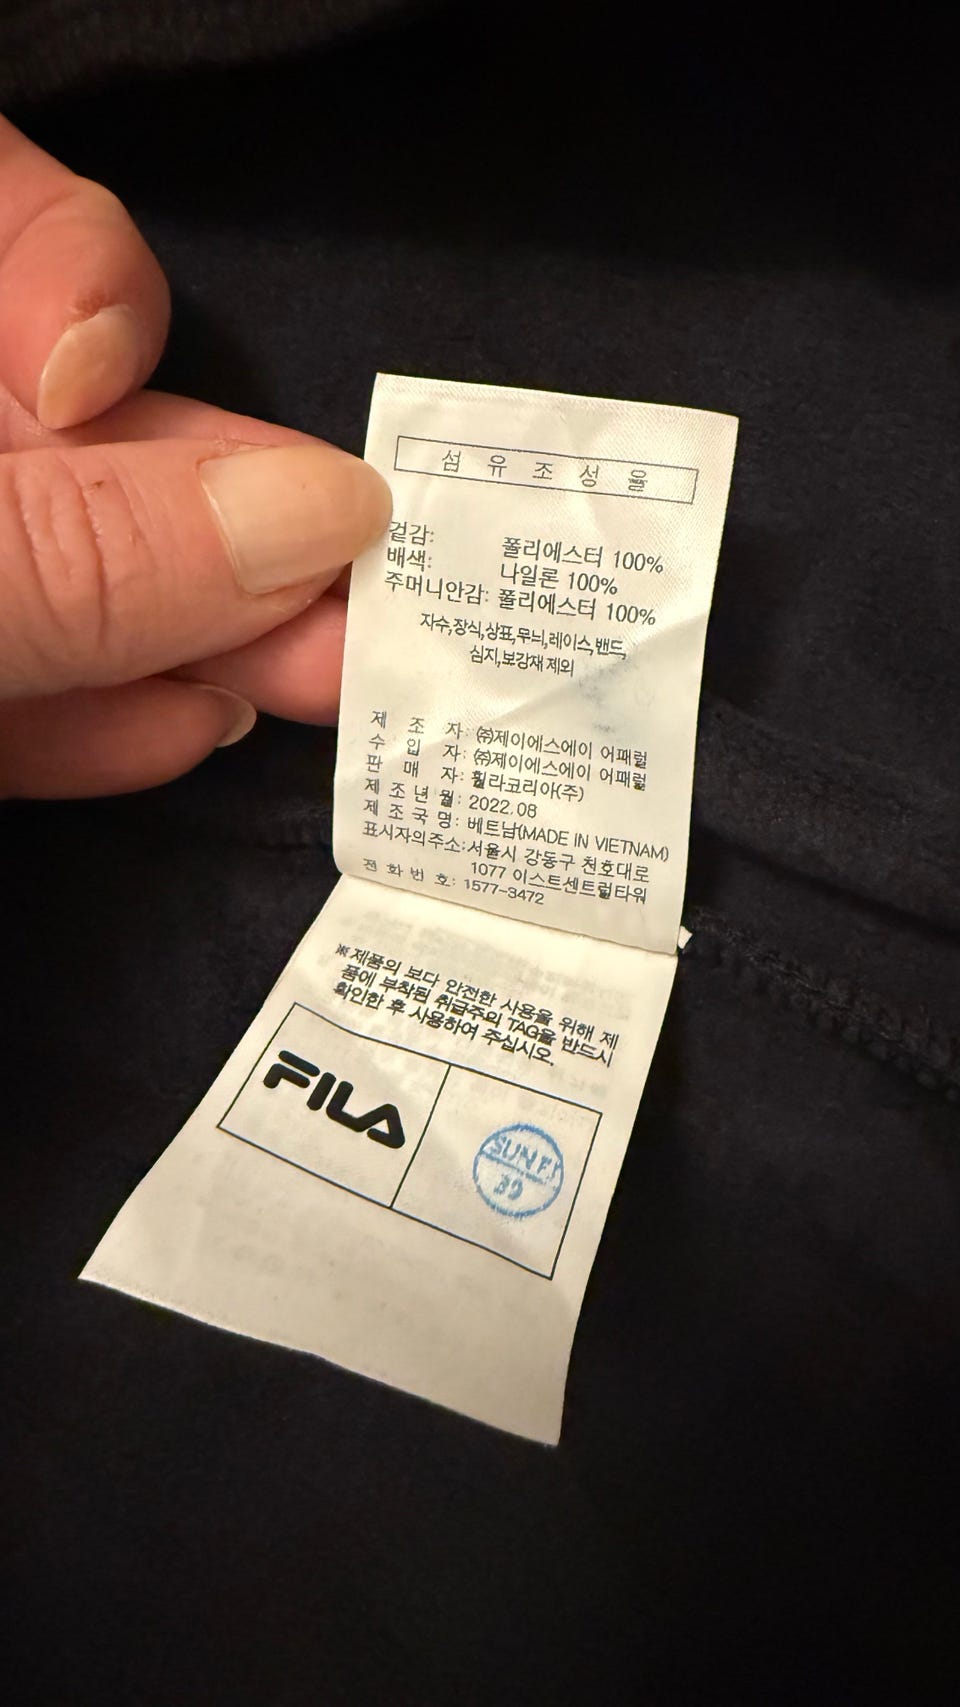 섬 유 조 성 율
겉감: 폴리에스터 100%
배색: 나일론 100%
주머니안감: 폴리에스터 100%
자수,장식,상표,무늬,레이스,밴드,
심지,보강재 제외
제 조 자: ㈜제이에스에이 어패럴
수 입 자: ㈜제이에스에이 어패럴
판 매 자: 휠라코리아(주)
제 조 년 월: 2022.08
제 조 국 명: 베트남(MADE IN VIETNAM)
표시자의주소: 서울시 강동구 천호대로
1077 이스트센트럴타워
전 화 번 호: 1577-3472
※제품의 보다 안전한 사용을 위해 제
품에 부착된 취급주의 TAG을 반드시
확인한 후 사용하여 주십시오.
FILA
SUN
39